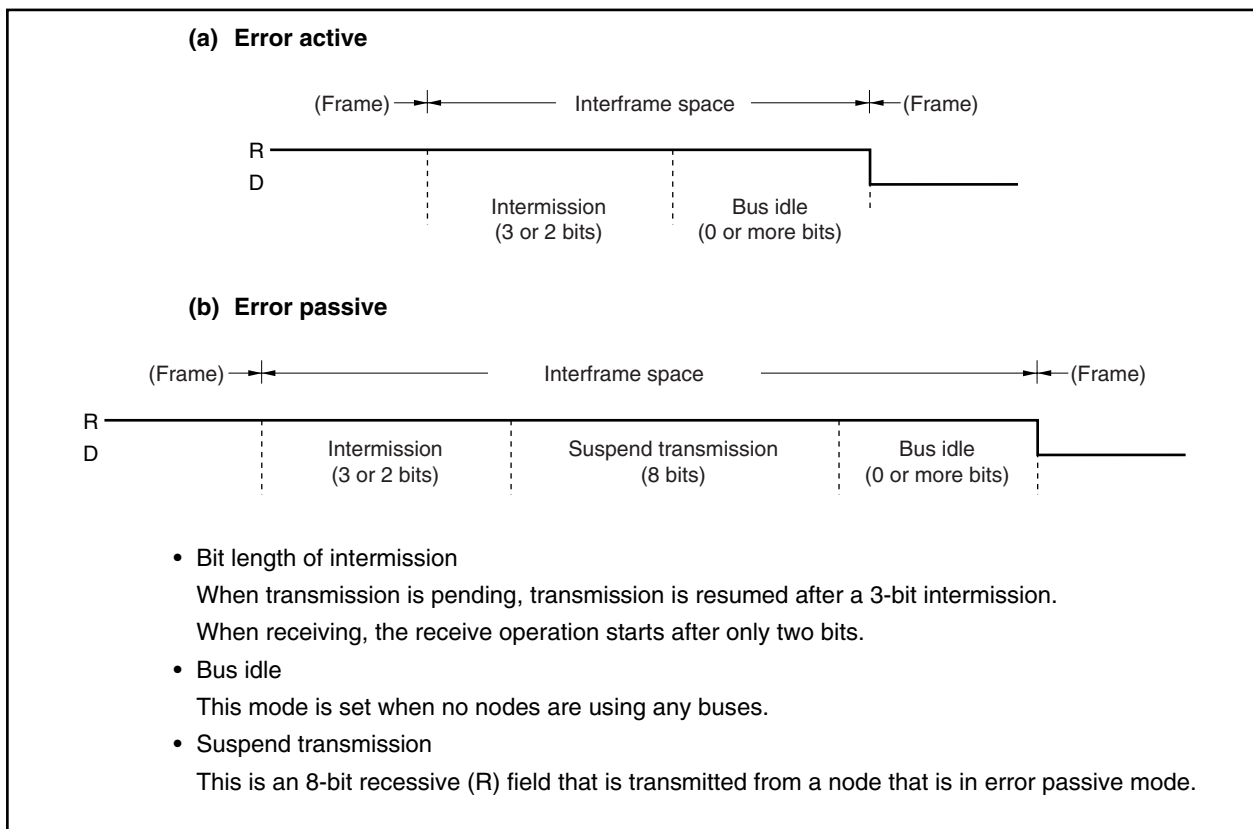 (a) Error active
(Frame) Interframe space (Frame)
R
D
Intermission Bus idle
(3 or 2 bits) (0 or more bits)
(b) Error passive
(Frame) Interframe space (Frame)
R
D
Intermission Suspend transmission Bus idle
(3 or 2 bits) (8 bits) (0 or more bits)
• Bit length of intermission
When transmission is pending, transmission is resumed after a 3-bit intermission.
When receiving, the receive operation starts after only two bits.
• Bus idle
This mode is set when no nodes are using any buses.
• Suspend transmission
This is an 8-bit recessive (R) field that is transmitted from a node that is in error passive mode.